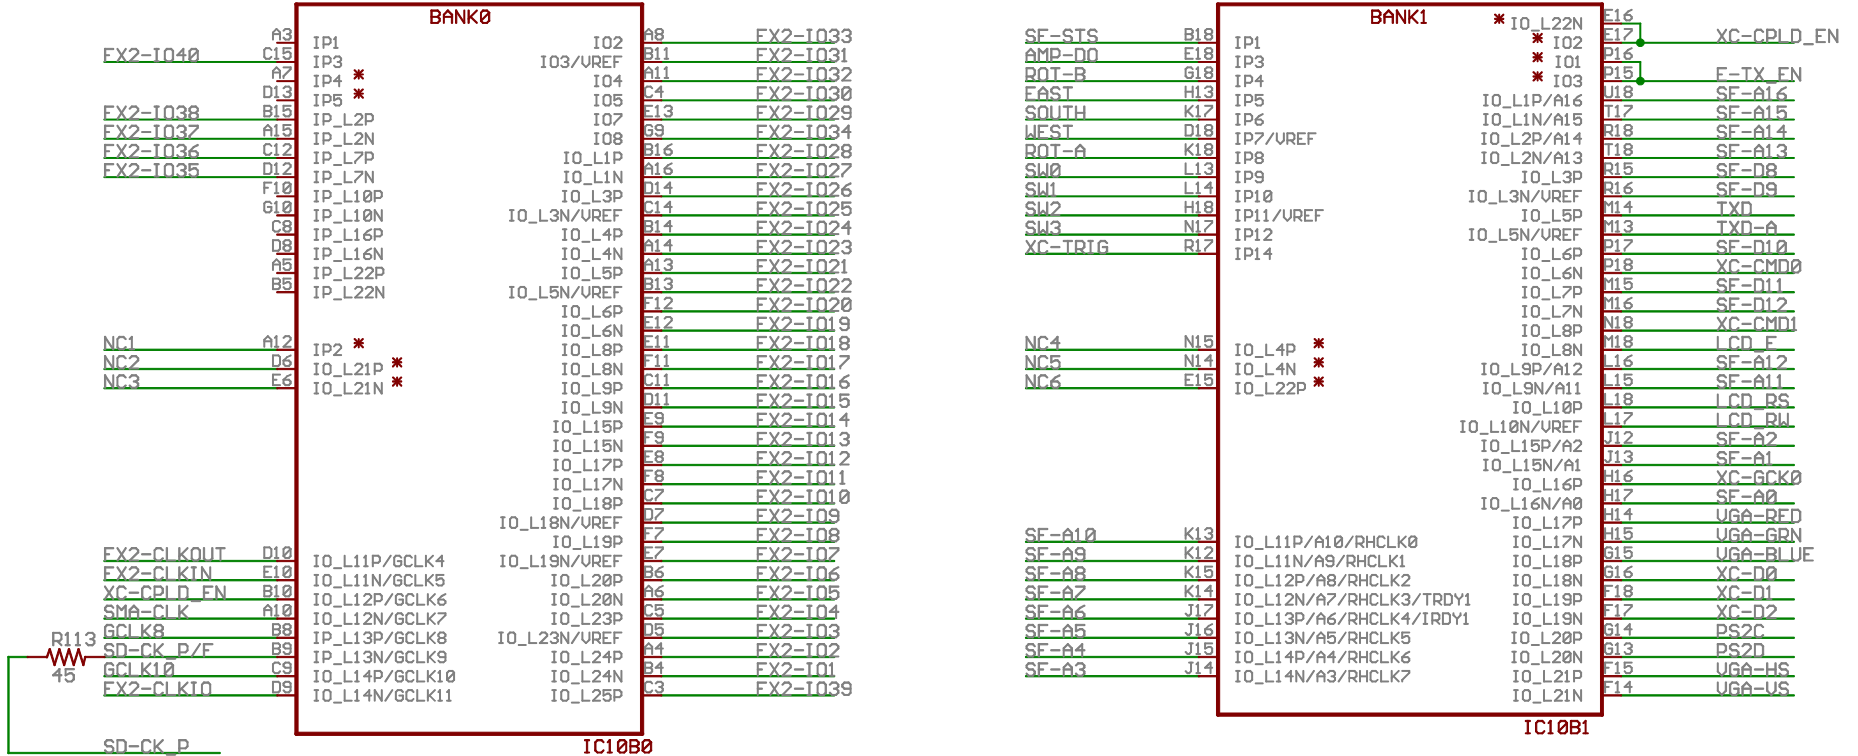 BANK0
A3 IP1 IO2 A8 FX2-IO33
FX2-IO40 C15 IP3 IO3/VREF B11 FX2-IO31
A7 IP4 * IO4 A11 FX2-IO32
D13 IP5 * IO5 C4 FX2-IO30
FX2-IO38 B15 IP_L2P IO7 E13 FX2-IO29
FX2-IO37 A15 IP_L2N IO8 G9 FX2-IO34
FX2-IO36 C12 IP_L7P IO_L1P B16 FX2-IO28
FX2-IO35 D12 IP_L7N IO_L1N A16 FX2-IO27
F10 IP_L10P IO_L3P D14 FX2-IO26
G10 IP_L10N IO_L3N/VREF C14 FX2-IO25
C8 IP_L16P IO_L4P B14 FX2-IO24
D8 IP_L16N IO_L4N A14 FX2-IO23
A5 IP_L22P IO_L5P A13 FX2-IO21
B5 IP_L22N IO_L5N/VREF B13 FX2-IO22
IO_L6P F12 FX2-IO20
IO_L6N E12 FX2-IO19
NC1 A12 IP2 * IO_L8P E11 FX2-IO18
NC2 D6 IO_L21P * IO_L8N F11 FX2-IO17
NC3 E6 IO_L21N * IO_L9P C11 FX2-IO16
IO_L9N D11 FX2-IO15
IO_L15P E9 FX2-IO14
IO_L15N F9 FX2-IO13
IO_L17P E8 FX2-IO12
IO_L17N F8 FX2-IO11
IO_L18P C7 FX2-IO10
IO_L18N/VREF D7 FX2-IO9
IO_L19P F7 FX2-IO8
FX2-CLKOUT D10 IO_L11P/GCLK4 IO_L19N/VREF E7 FX2-IO7
FX2-CLKIN E10 IO_L11N/GCLK5 IO_L20P B6 FX2-IO6
XC-CPLD_EN B10 IO_L12P/GCLK6 IO_L20N A6 FX2-IO5
SMA-CLK A10 IO_L12N/GCLK7 IO_L23P C5 FX2-IO4
GCLK8 B8 IP_L13P/GCLK8 IO_L23N/VREF D5 FX2-IO3
R113 45 SD-CK_P/F B9 IP_L13N/GCLK9 IO_L24P A4 FX2-IO2
GCLK10 C9 IO_L14P/GCLK10 IO_L24N B4 FX2-IO1
FX2-CLKIO D9 IO_L14N/GCLK11 IO_L25P C3 FX2-IO39
SD-CK_P
IC10B0
BANK1
* IO_L22N E16
SF-STS B18 IP1 * IO2 E17 XC-CPLD_EN
AMP-DO E18 IP3 * IO1 P16
ROT-B G18 IP4 * IO3 P15 E-TX_EN
EAST H13 IP5 IO_L1P/A16 U18 SF-A16
SOUTH K17 IP6 IO_L1N/A15 T17 SF-A15
WEST D18 IP7/VREF IO_L2P/A14 R18 SF-A14
ROT-A K18 IP8 IO_L2N/A13 T18 SF-A13
SW0 L13 IP9 IO_L3P R15 SF-D8
SW1 L14 IP10 IO_L3N/VREF R16 SF-D9
SW2 H18 IP11/VREF IO_L5P M14 TXD
SW3 N17 IP12 IO_L5N/VREF M13 TXD-A
XC-TRIG R17 IP14 IO_L6P P17 SF-D10
IO_L6N P18 XC-CMD0
IO_L7P M15 SF-D11
IO_L7N M16 SF-D12
IO_L8P N18 XC-CMD1
NC4 N15 IO_L4P * IO_L8N M18 LCD_E
NC5 N14 IO_L4N * IO_L9P/A12 L16 SF-A12
NC6 E15 IO_L22P * IO_L9N/A11 L15 SF-A11
IO_L10P L18 LCD_RS
IO_L10N/VREF L17 LCD_RW
IO_L15P/A2 J12 SF-A2
IO_L15N/A1 J13 SF-A1
IO_L16P H16 XC-GCK0
IO_L16N/A0 H17 SF-A0
IO_L17P H14 VGA-RED
SF-A10 K13 IO_L11P/A10/RHCLK0 IO_L17N H15 VGA-GRN
SF-A9 K12 IO_L11N/A9/RHCLK1 IO_L18P G15 VGA-BLUE
SF-A8 K15 IO_L12P/A8/RHCLK2 IO_L18N G16 XC-D0
SF-A7 K14 IO_L12N/A7/RHCLK3/TRDY1 IO_L19P F18 XC-D1
SF-A6 J17 IO_L13P/A6/RHCLK4/IRDY1 IO_L19N F17 XC-D2
SF-A5 J16 IO_L13N/A5/RHCLK5 IO_L20P G14 PS2C
SF-A4 J15 IO_L14P/A4/RHCLK6 IO_L20N G13 PS2D
SF-A3 J14 IO_L14N/A3/RHCLK7 IO_L21P F15 VGA-HS
IO_L21N F14 VGA-VS
IC10B1